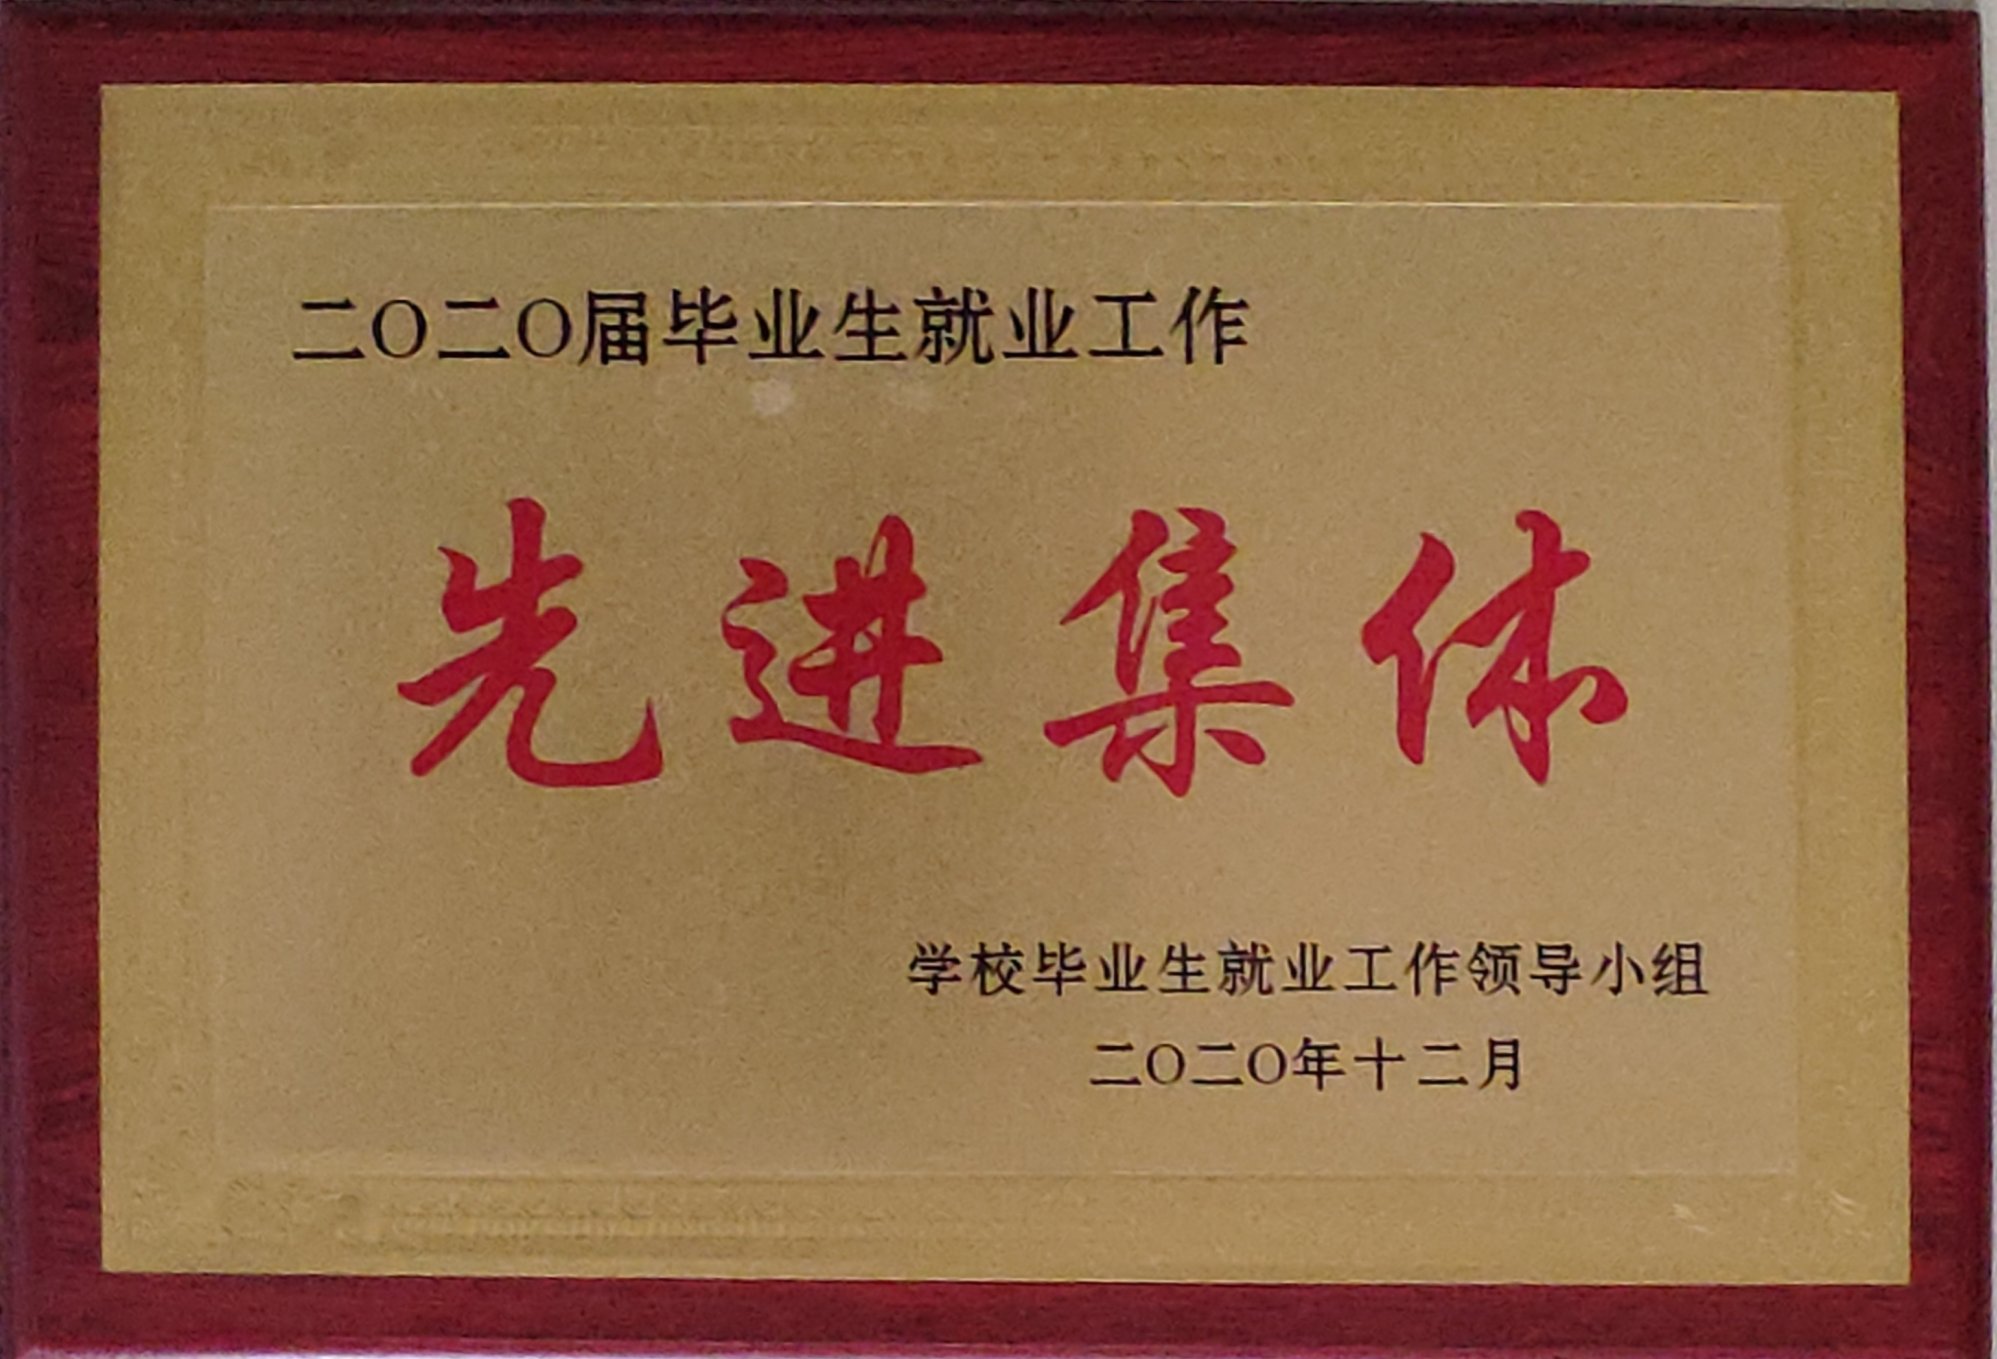 二〇二〇届毕业生就业工作
先进集体
学校毕业生就业工作领导小组
二〇二〇年十二月